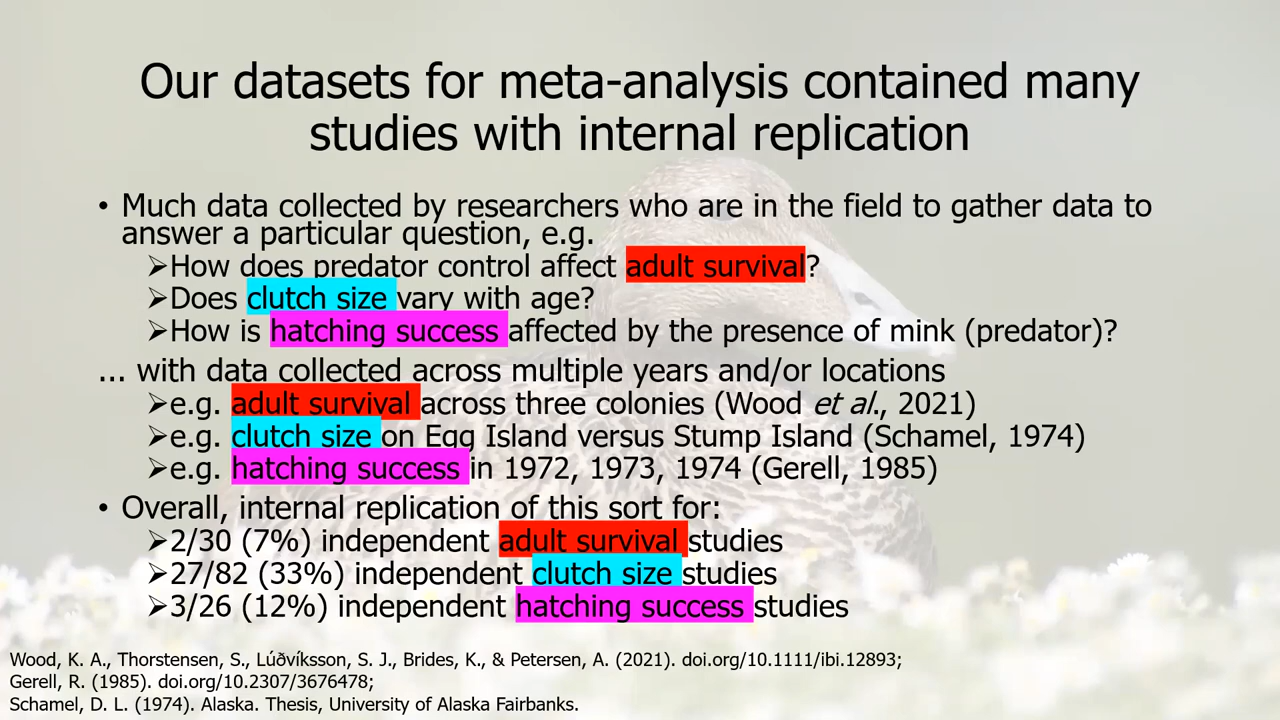 Our datasets for meta-analysis contained many
studies with internal replication
• Much data collected by researchers who are in the field to gather data to
answer a particular question, e.g.
➢How does predator control affect adult survival?
➢Does clutch size vary with age?
➢How is hatching success affected by the presence of mink (predator)?
... with data collected across multiple years and/or locations
➢e.g. adult survival across three colonies (Wood et al., 2021)
➢e.g. clutch size on Egg Island versus Stump Island (Schamel, 1974)
➢e.g. hatching success in 1972, 1973, 1974 (Gerell, 1985)
• Overall, internal replication of this sort for:
➢2/30 (7%) independent adult survival studies
➢27/82 (33%) independent clutch size studies
➢3/26 (12%) independent hatching success studies
Wood, K. A., Thorstensen, S., Lúðvíksson, S. J., Brides, K., & Petersen, A. (2021). doi.org/10.1111/ibi.12893;
Gerell, R. (1985). doi.org/10.2307/3676478;
Schamel, D. L. (1974). Alaska. Thesis, University of Alaska Fairbanks.